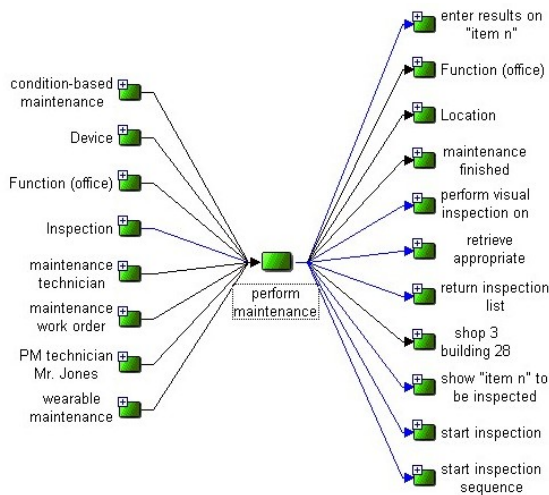 condition-based
maintenance
Device
Function (office)
Inspection
maintenance
technician
maintenance
work order
PM technician
Mr. Jones
wearable
maintenance
perform
maintenance
enter results on
"item n"
Function (office)
Location
maintenance
finished
perform visual
inspection on
retrieve
appropriate
return inspection
list
shop 3
building 28
show "item n" to
be inspected
start inspection
start inspection
sequence